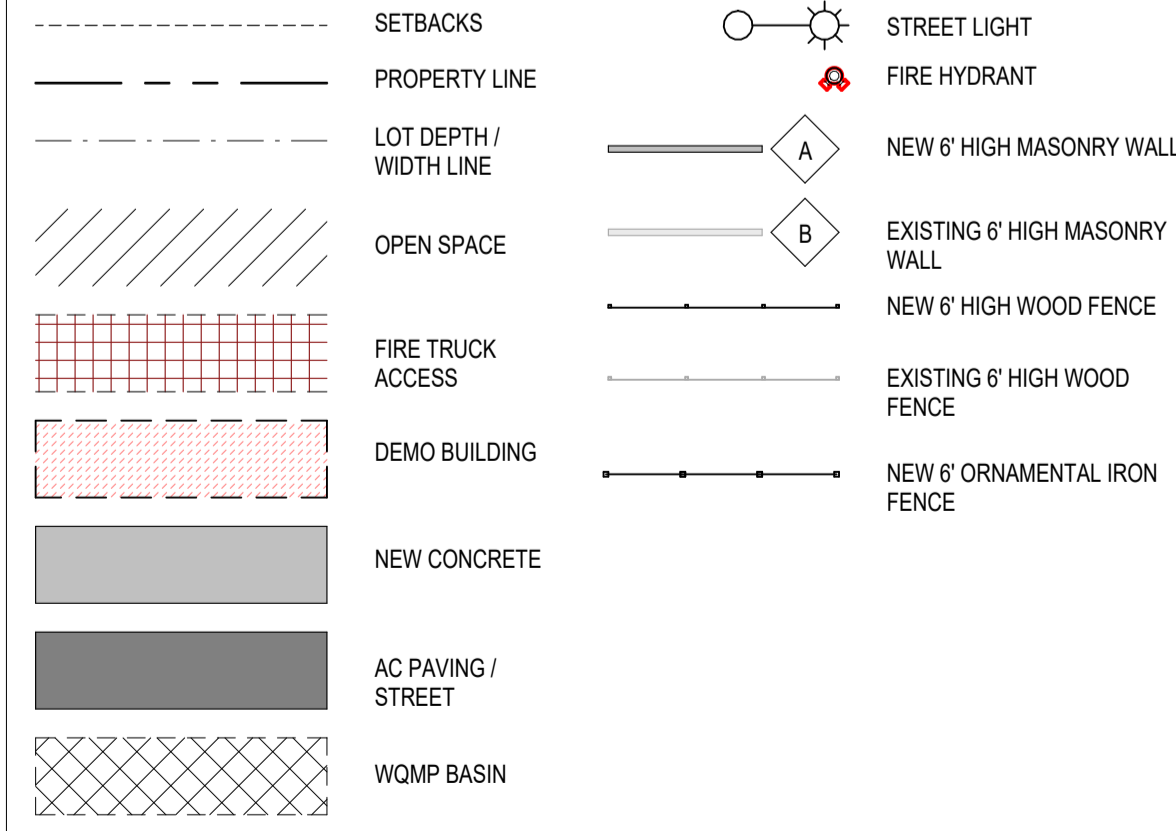 SETBACKS
PROPERTY LINE
LOT DEPTH /
WIDTH LINE
OPEN SPACE
FIRE TRUCK
ACCESS
DEMO BUILDING
NEW CONCRETE
AC PAVING /
STREET
WQMP BASIN
STREET LIGHT
FIRE HYDRANT
A
NEW 6' HIGH MASONRY WALL
B
EXISTING 6' HIGH MASONRY
WALL
NEW 6' HIGH WOOD FENCE
EXISTING 6' HIGH WOOD
FENCE
NEW 6' ORNAMENTAL IRON
FENCE